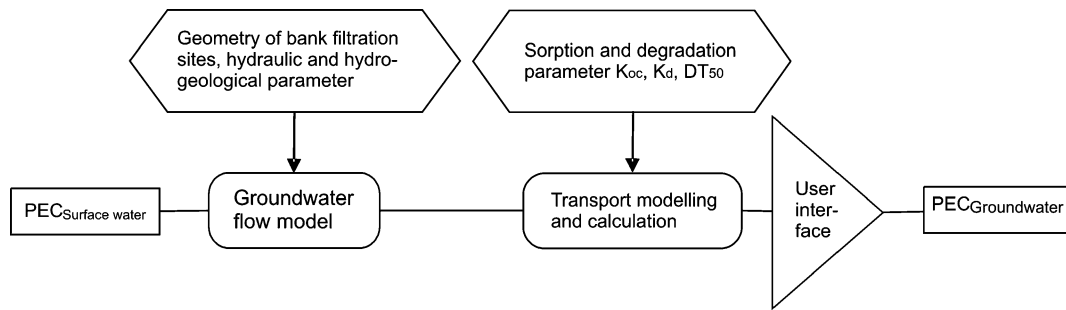 Geometry of bank filtration
sites, hydraulic and hydro-
geological parameter
Sorption and degradation
parameter Koc, Kd, DT50
PECSurface water
Groundwater
flow model
Transport modelling
and calculation
User
inter-
face
PECGroundwater